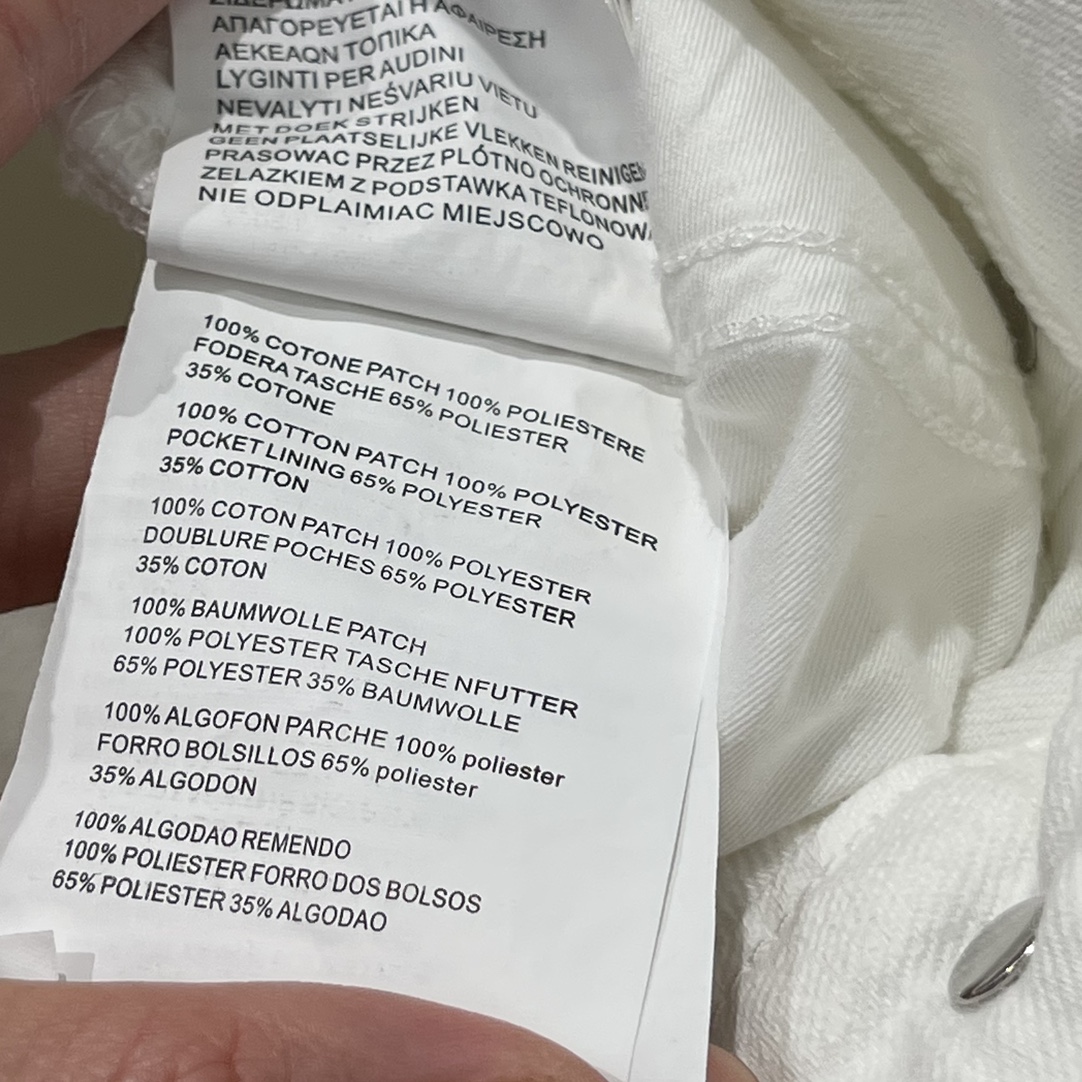 ΑΠΑΓΟΡΕΥΕΤΑΙ Η ΑΦΑΙΡΕΣΗ
ΛΕΚΕΛΩΝ ΤΟΠΙΚΑ
LYGINTI PER AUDINI
NEVALYTI NEŚVARIU VIETU
MET DOEK STRIJKEN
GEEN PLAATSELIJKE VLEKKEN REINIGEN
PRASOWAC PRZEZ PLÓTNO OCHRONNE
ZELAZKIEM Z PODSTAWKA TEFLONOWA
NIE ODPLAIMIAC MIEJSCOWO
100% COTONE PATCH 100% POLIESTERE
FODERA TASCHE 65% POLIESTER
35% COTONE
100% COTTON PATCH 100% POLYESTER
POCKET LINING 65% POLYESTER
35% COTTON
100% COTON PATCH 100% POLYESTER
DOUBLURE POCHES 65% POLYESTER
35% COTON
100% BAUMWOLLE PATCH
100% POLYESTER TASCHE NFUTTER
65% POLYESTER 35% BAUMWOLLE
100% ALGOFON PARCHE 100% poliester
FORRO BOLSILLOS 65% poliester
35% ALGODON
100% ALGODAO REMENDO
100% POLIESTER FORRO DOS BOLSOS
65% POLIESTER 35% ALGODAO